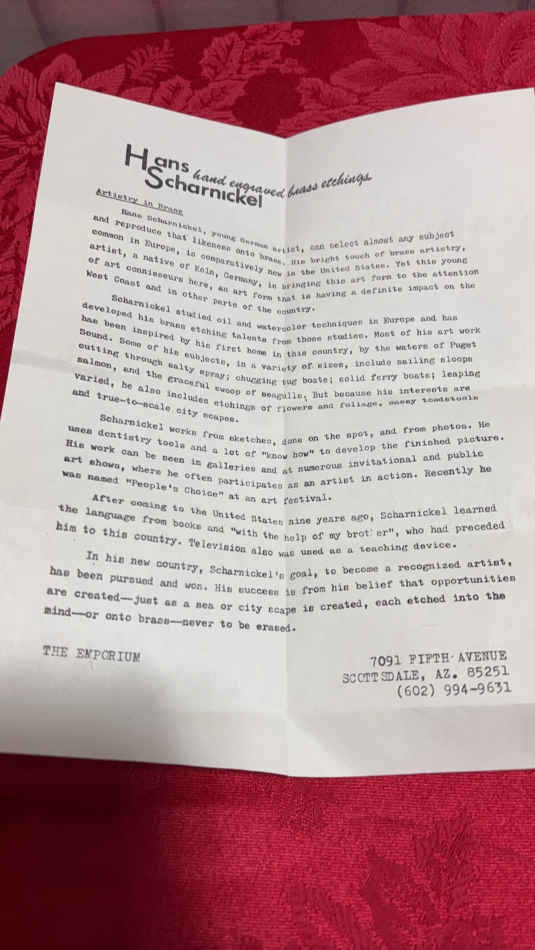 Hans Scharnickel hand engraved brass etchings
Artistry in Brass
Hans Scharnickel, young German artist, can select almost any subject
and reproduce that likeness onto brass. His bright touch of brass artistry,
common in Europe, is comparatively new in the United States. Yet this young
artist, a native of Koln, Germany, is bringing this art form to the attention
of art connisseurs here, an art form that is having a definite impact on the
West Coast and in other parts of the country.
Scharnickel studied oil and watercolor techniques in Europe and has
developed his brass etching talents from those studies. Most of his art work
has been inspired by his first home in this country, by the waters of Puget
Sound. Some of his subjects, in a variety of sizes, include sailing sloops
cutting through salty spray; chugging tug boats; solid ferry boats; leaping
salmon, and the graceful swoop of seagulls. But because his interests are
varied, he also includes etchings of flowers and foliage, mossy toadstools
and true-to-scale city scapes.
Scharnickel works from sketches, done on the spot, and from photos. He
uses dentistry tools and a lot of "know how" to develop the finished picture.
His work can be seen in galleries and at numerous invitational and public
art shows, where he often participates as an artist in action. Recently he
was named "People's Choice" at an art festival.
After coming to the United States nine years ago, Scharnickel learned
the language from books and "with the help of my brot'er", who had preceded
him to this country. Television also was used as a teaching device.
In his new country, Scharnickel's goal, to become a recognized artist,
has been pursued and won. His success is from his belief that opportunities
are created—just as a sea or city scape is created, each etched into the
mind—or onto brass—never to be erased.
THE EMPORIUM
7091 FIFTH AVENUE
SCOTTSDALE, AZ. 85251
(602) 994-9631